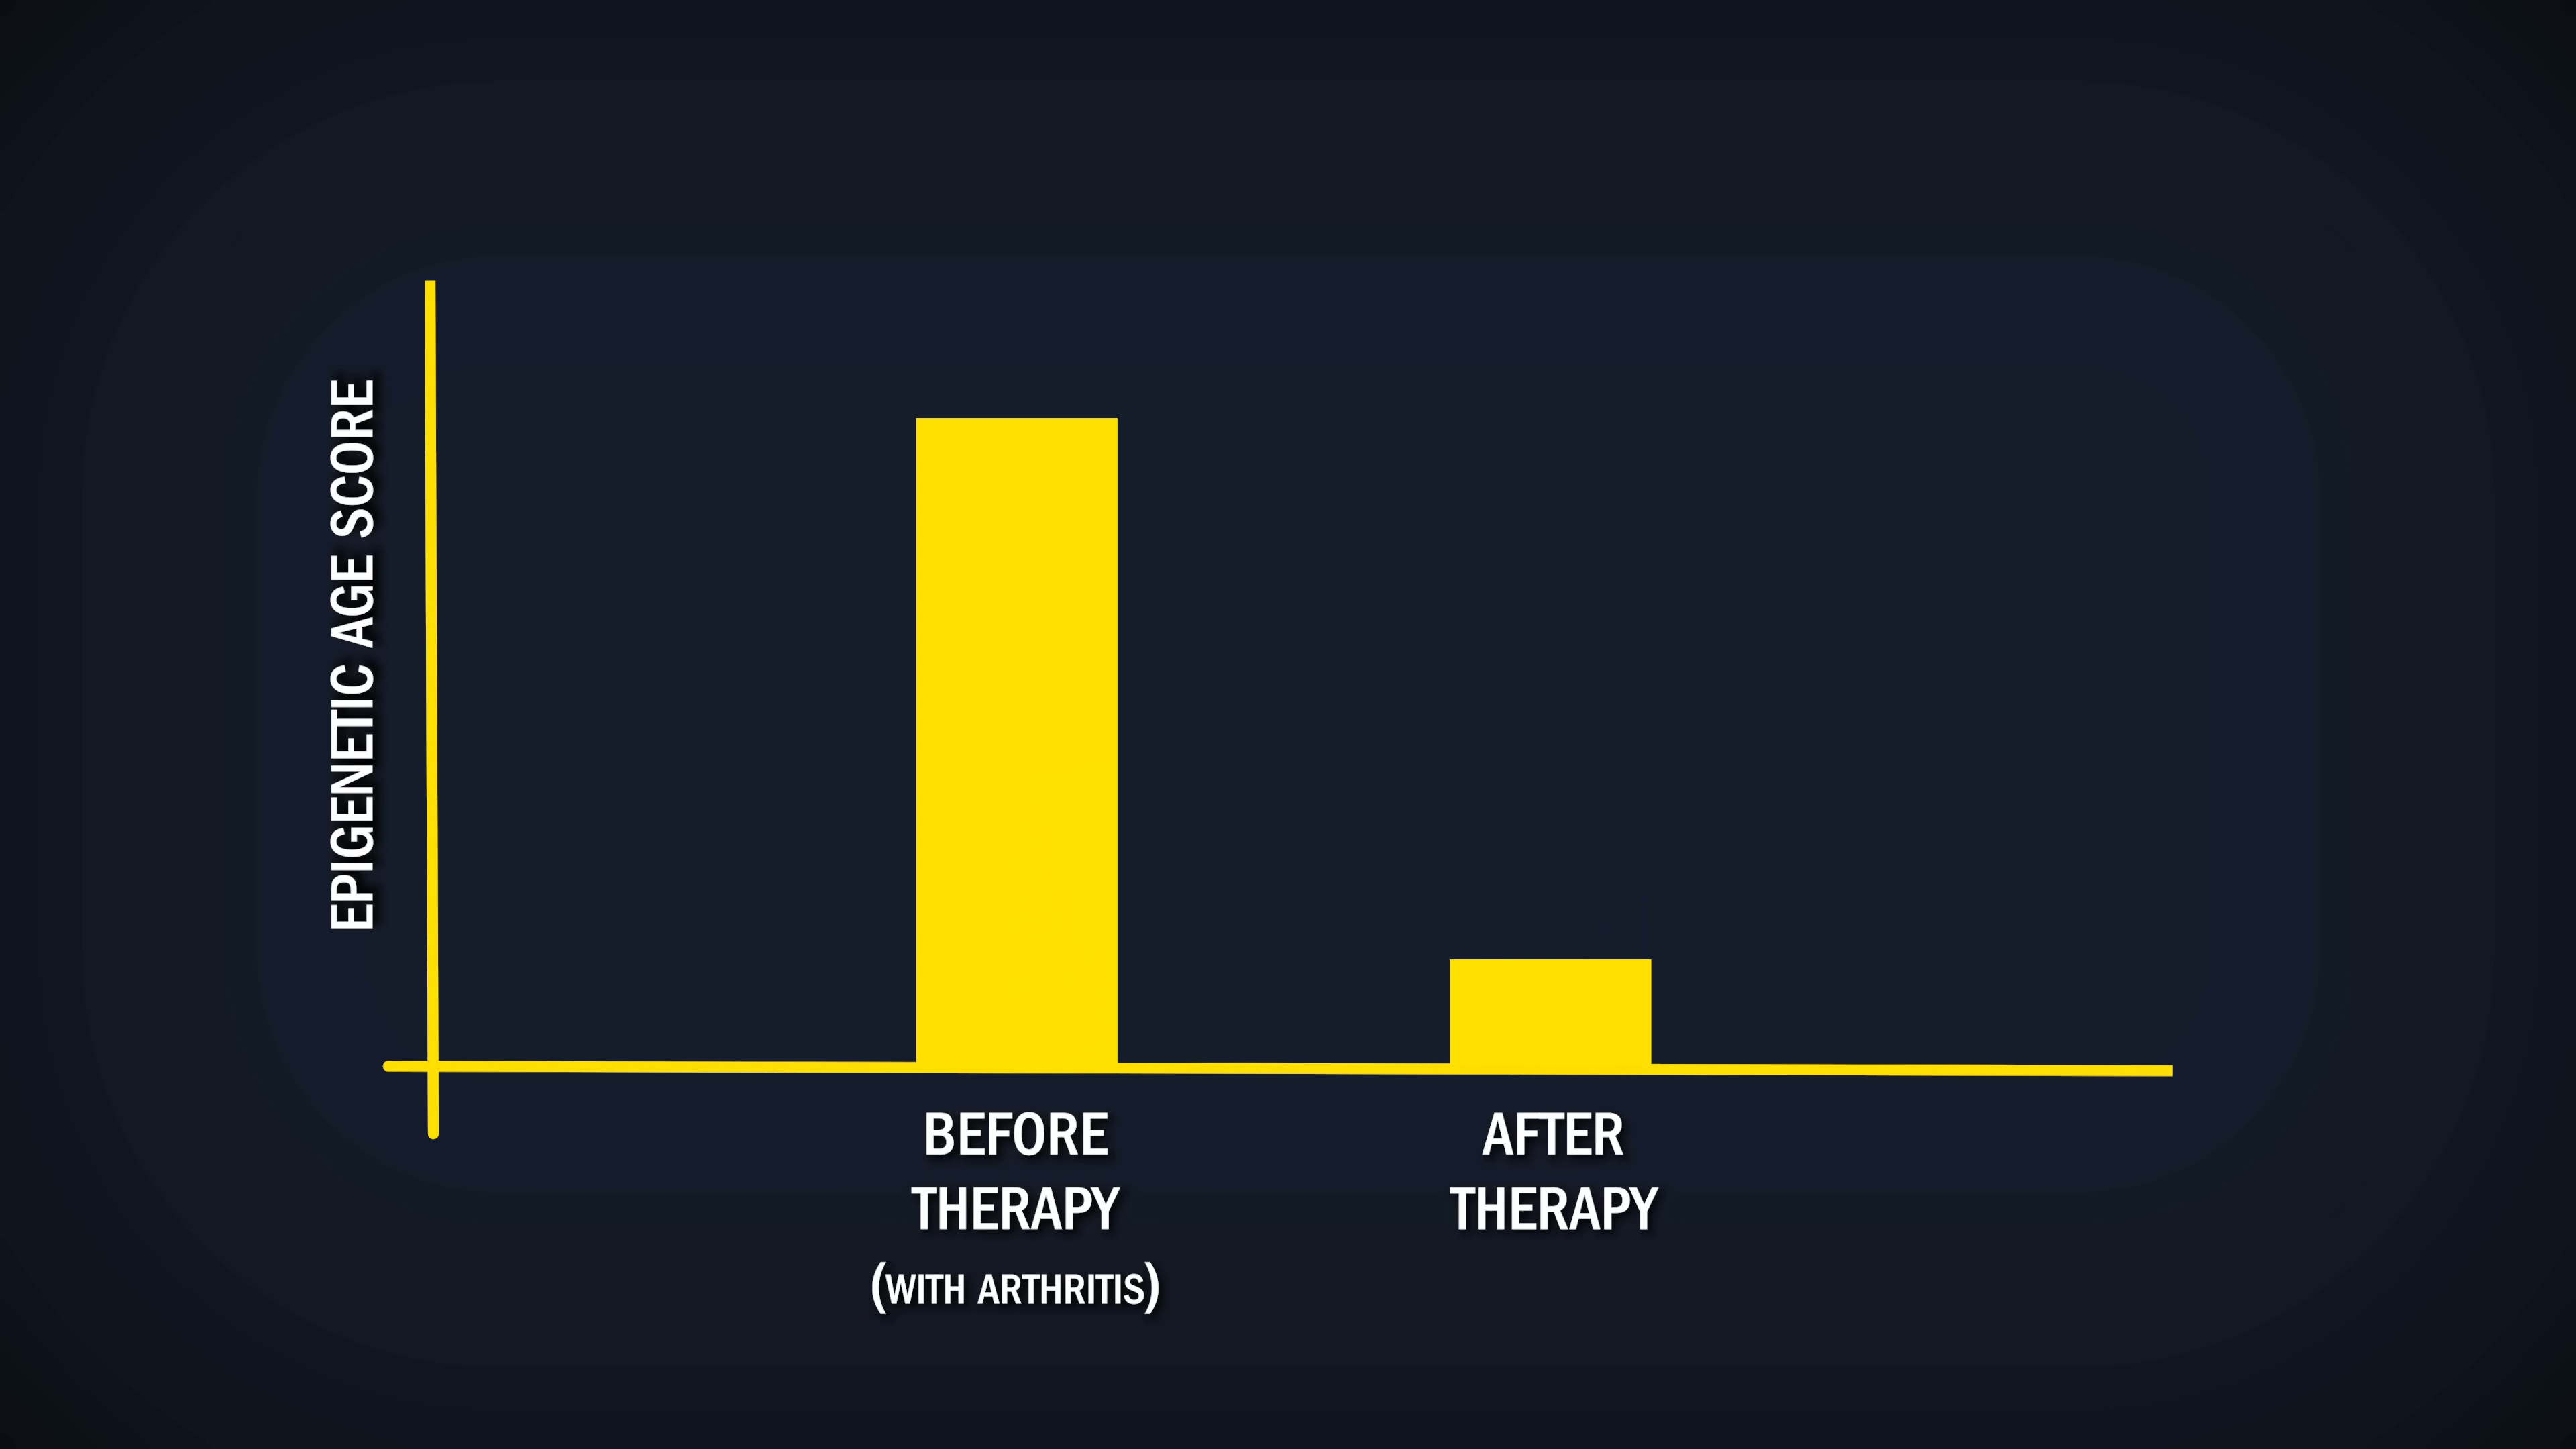 EPIGENETIC AGE SCORE
BEFORE
THERAPY
(WITH ARTHRITIS)
AFTER
THERAPY